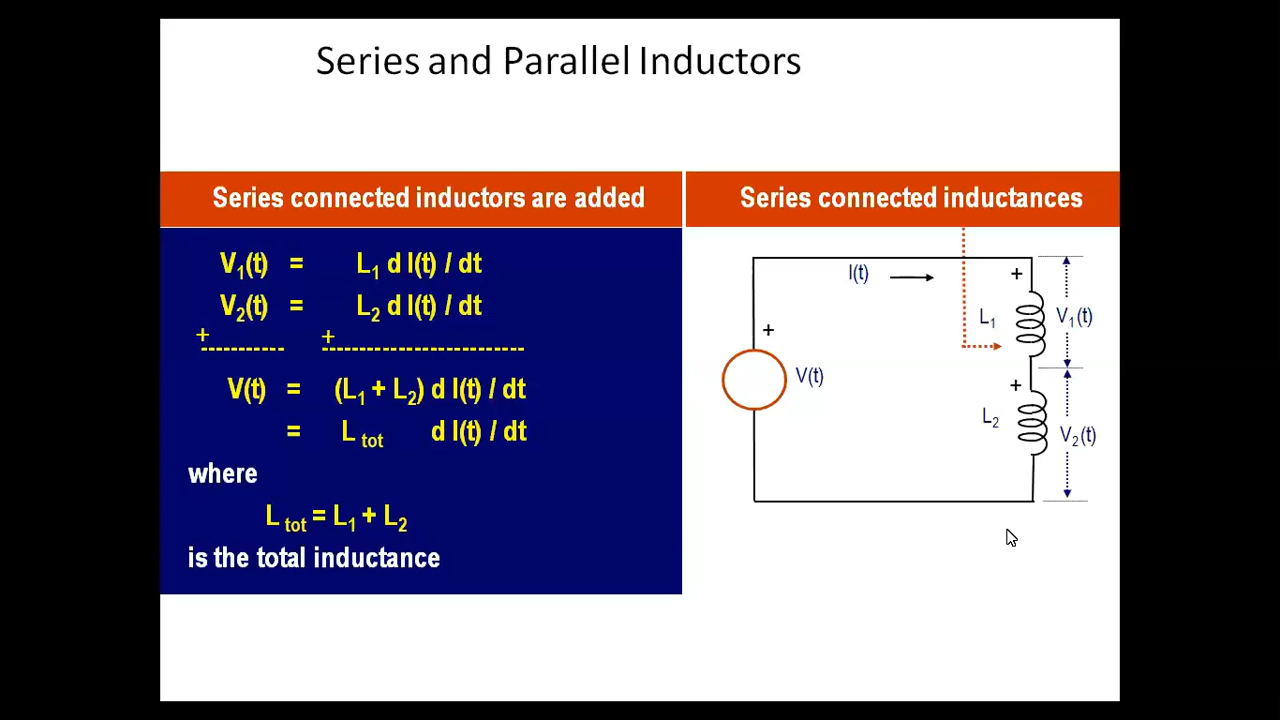 Series and Parallel Inductors
Series connected inductors are added
V₁(t) = L₁ d I(t) / dt
V₂(t) = L₂ d I(t) / dt
+ +
----------- -------------------------
V(t) = (L₁ + L₂) d I(t) / dt
= L tot d I(t) / dt
where
L tot = L₁ + L₂
is the total inductance
Series connected inductances
I(t)
+
L₁
V₁(t)
+
V(t)
+
L₂
V₂(t)